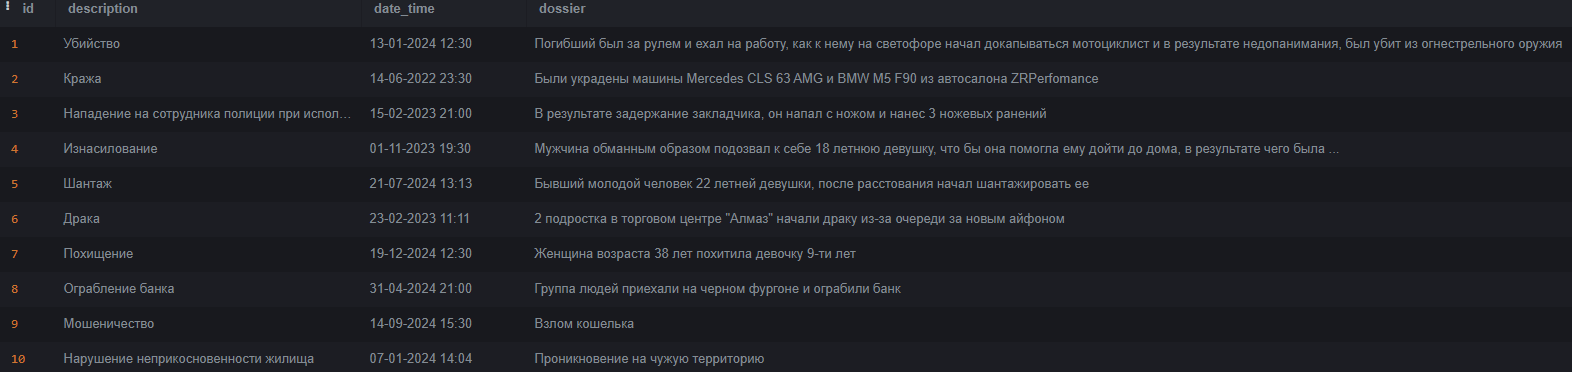 id description date_time dossier
1 Убийство 13-01-2024 12:30 Погибший был за рулем и ехал на работу, как к нему на светофоре начал докапываться мотоциклист и в результате недопанимания, был убит из огнестрельного оружия
2 Кража 14-06-2022 23:30 Были украдены машины Mercedes CLS 63 AMG и BMW M5 F90 из автосалона ZRPerfomance
3 Нападение на сотрудника полиции при испол... 15-02-2023 21:00 В результате задержание закладчика, он напал с ножом и нанес 3 ножевых ранений
4 Изнасилование 01-11-2023 19:30 Мужчина обманным образом подозвал к себе 18 летнюю девушку, что бы она помогла ему дойти до дома, в результате чего была ...
5 Шантаж 21-07-2024 13:13 Бывший молодой человек 22 летней девушки, после расстования начал шантажировать ее
6 Драка 23-02-2023 11:11 2 подростка в торговом центре "Алмаз" начали драку из-за очереди за новым айфоном
7 Похищение 19-12-2024 12:30 Женщина возраста 38 лет похитила девочку 9-ти лет
8 Ограбление банка 31-04-2024 21:00 Группа людей приехали на черном фургоне и ограбили банк
9 Мошеничество 14-09-2024 15:30 Взлом кошелька
10 Нарушение неприкосновенности жилища 07-01-2024 14:04 Проникновение на чужую территорию